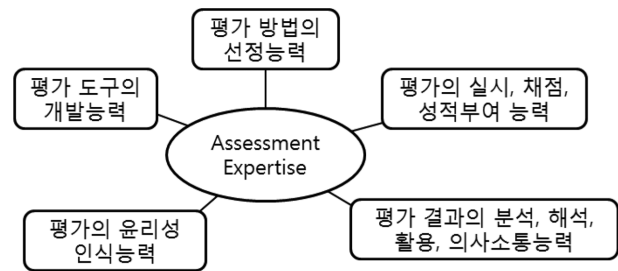 평가 방법의
선정능력
평가 도구의
개발능력
평가의 실시, 채점,
성적부여 능력
Assessment
Expertise
평가의 윤리성
인식능력
평가 결과의 분석, 해석,
활용, 의사소통능력